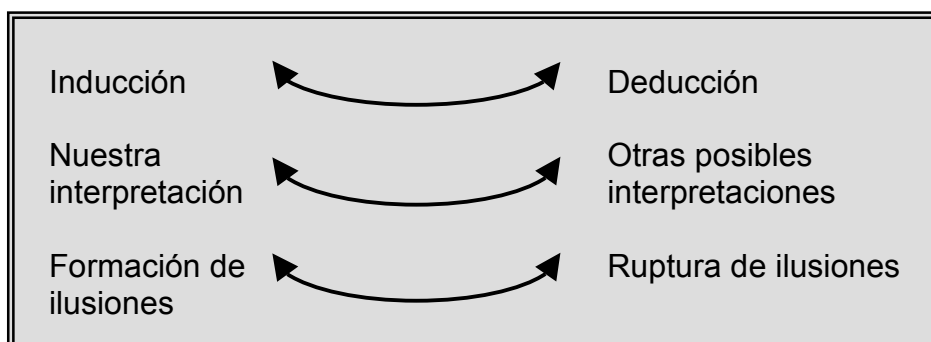 Inducción
Deducción
Nuestra
interpretación
Otras posibles
interpretaciones
Formación de
ilusiones
Ruptura de ilusiones